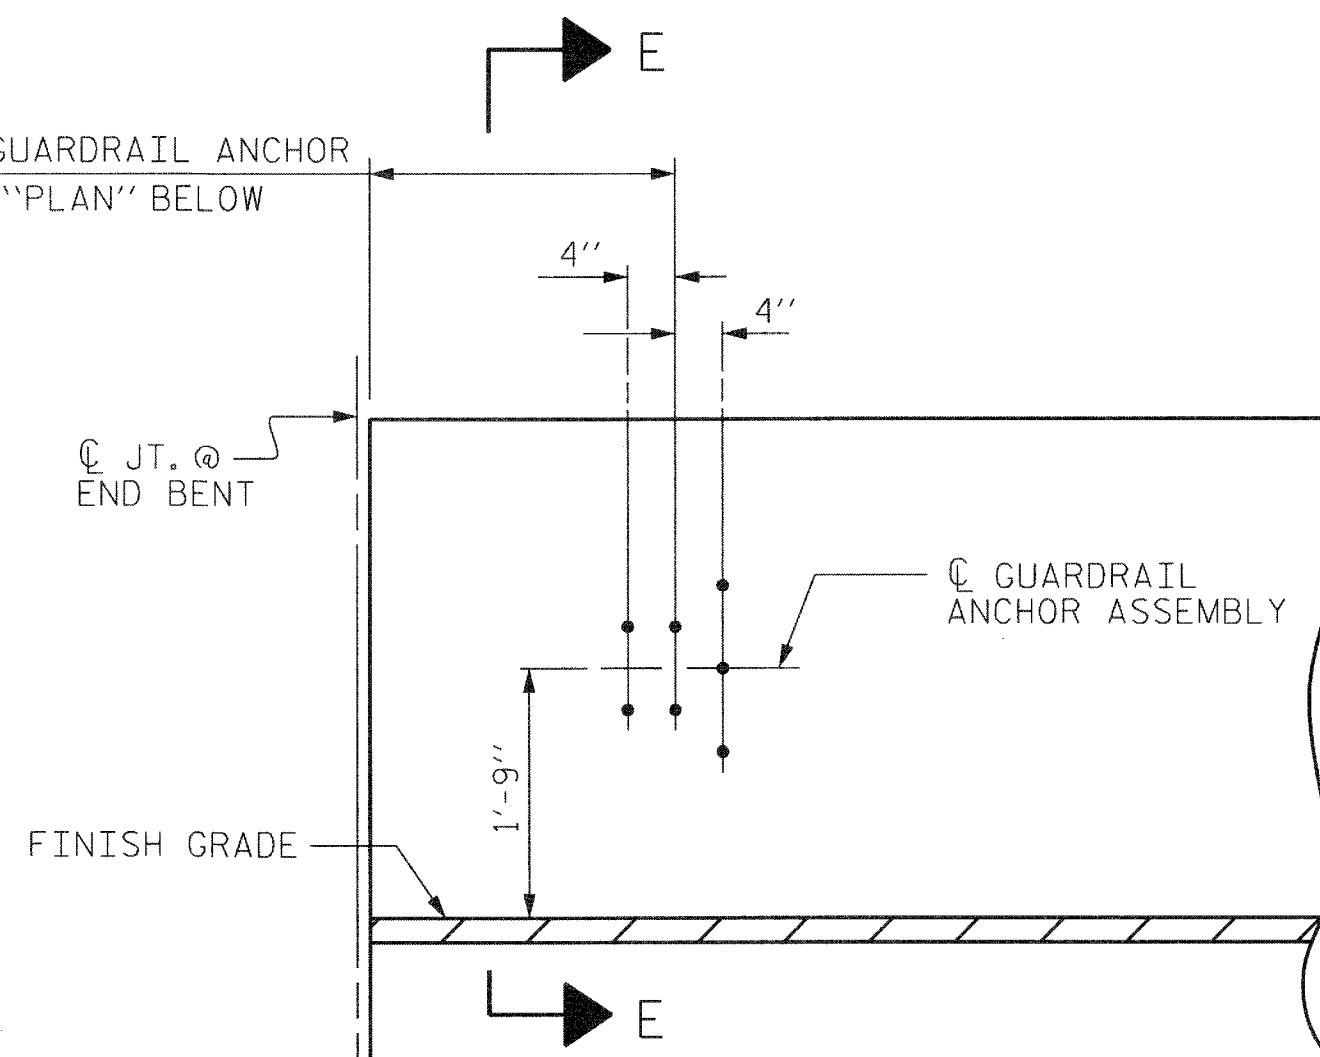 E
GUARDRAIL ANCHOR
"PLAN" BELOW
4"
4"
℄ JT. @
END BENT
℄ GUARDRAIL
ANCHOR ASSEMBLY
1'-9"
FINISH GRADE
E